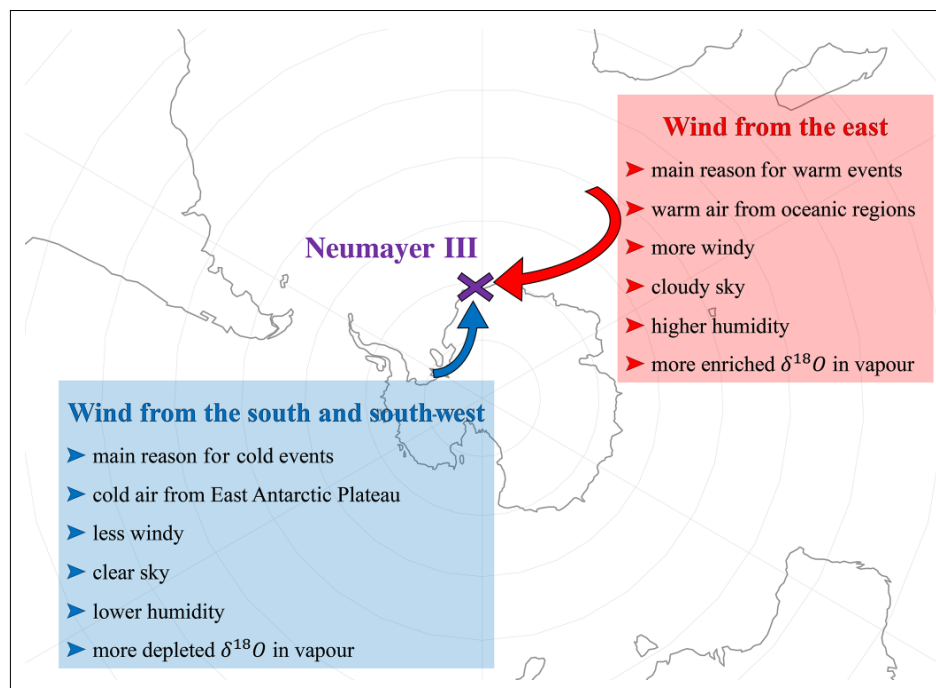 Wind from the east
main reason for warm events
warm air from oceanic regions
more windy
cloudy sky
higher humidity
more enriched δ¹⁸O in vapour
Neumayer III
Wind from the south and south-west
main reason for cold events
cold air from East Antarctic Plateau
less windy
clear sky
lower humidity
more depleted δ¹⁸O in vapour